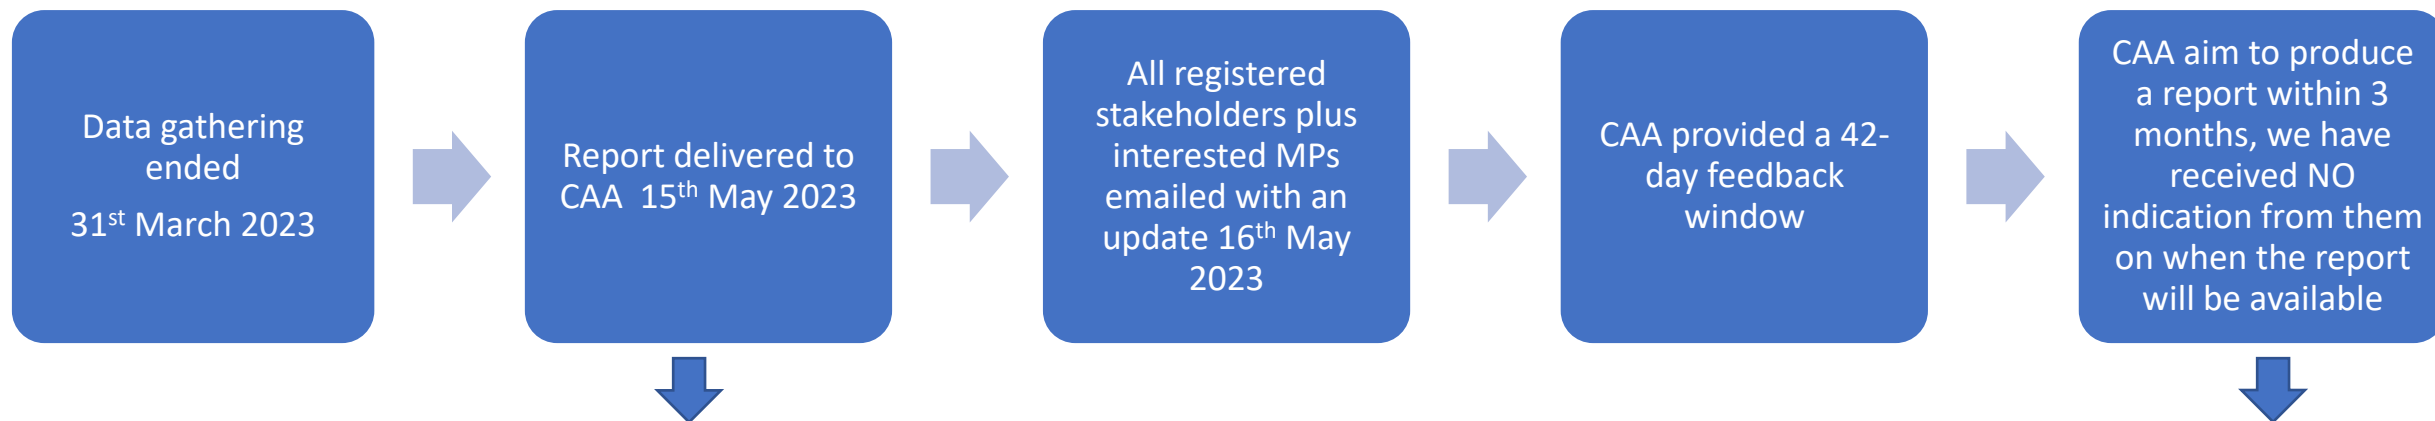 Data gathering
ended
31st March 2023
Report delivered to
CAA 15th May 2023
All registered
stakeholders plus
interested MPs
emailed with an
update 16th May
2023
CAA provided a 42-
day feedback
window
CAA aim to produce
a report within 3
months, we have
received NO
indication from them
on when the report
will be available